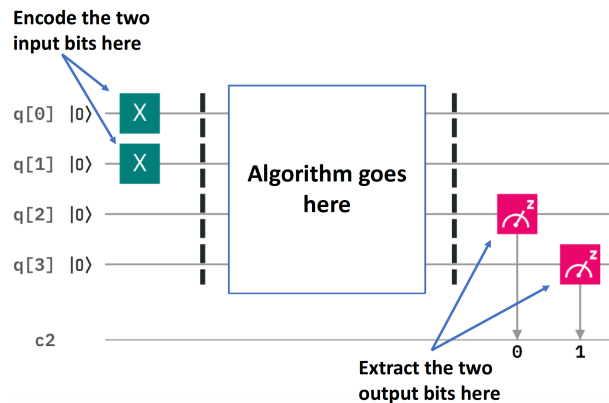 Encode the two
input bits here
q[0] |0⟩ X
q[1] |0⟩ X
Algorithm goes
here
q[2] |0⟩ z
q[3] |0⟩ z
c2
0 1
Extract the two
output bits here